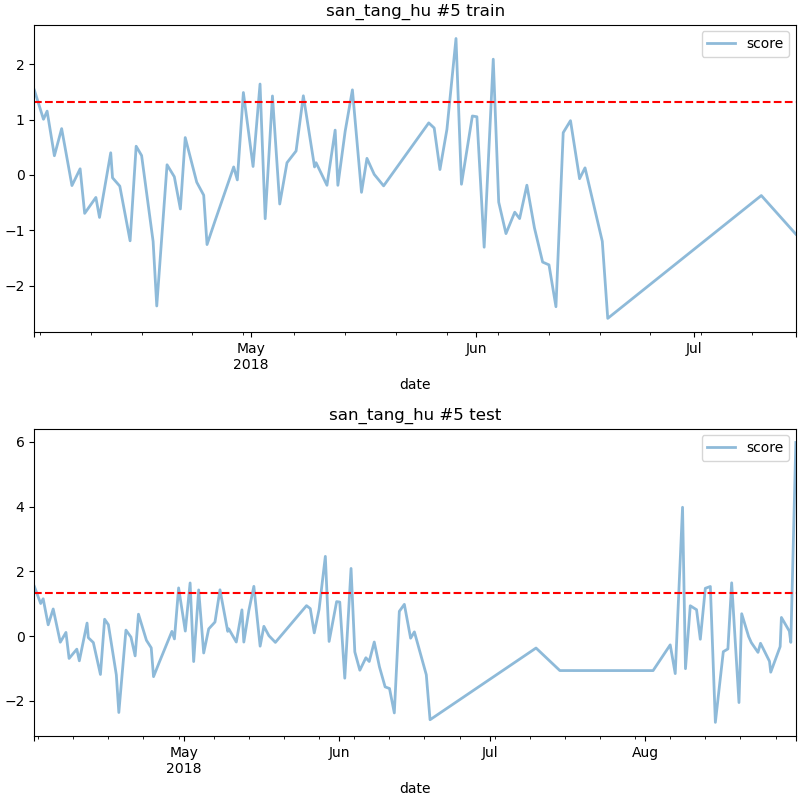 san_tang_hu #5 train
score
2
1
0
−1
−2
May
2018
Jun
Jul
date
san_tang_hu #5 test
score
6
4
2
0
−2
May
2018
Jun
Jul
Aug
date